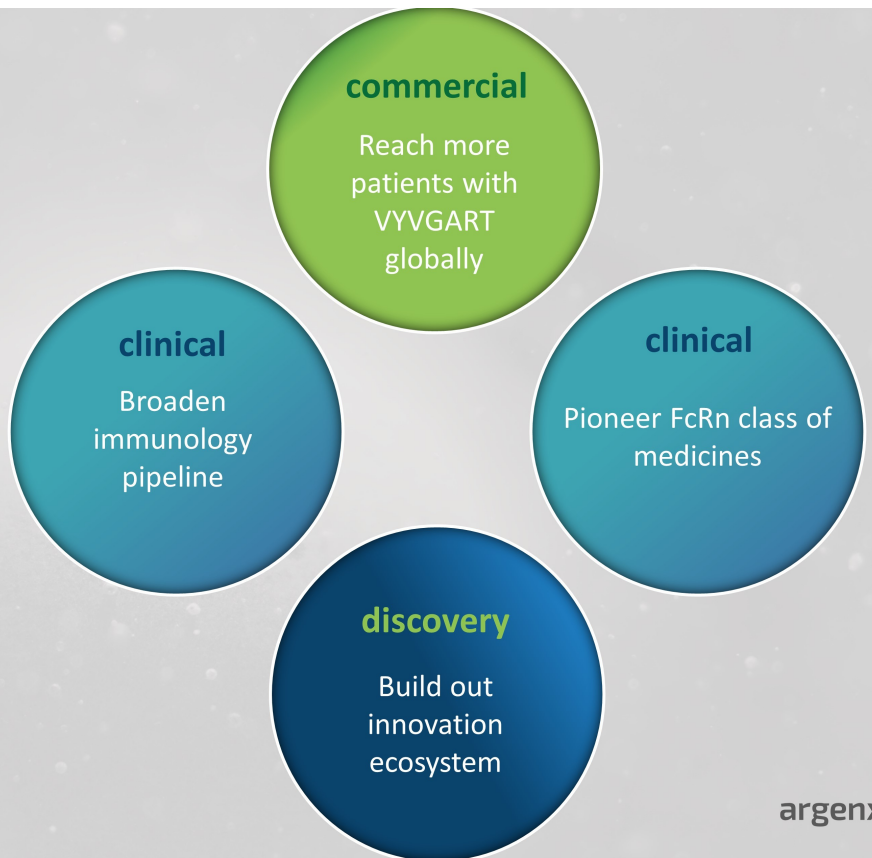 commercial
Reach more
patients with
VYVGART
globally
clinical
Broaden
immunology
pipeline
clinical
Pioneer FcRn class of
medicines
discovery
Build out
innovation
ecosystem
argenx